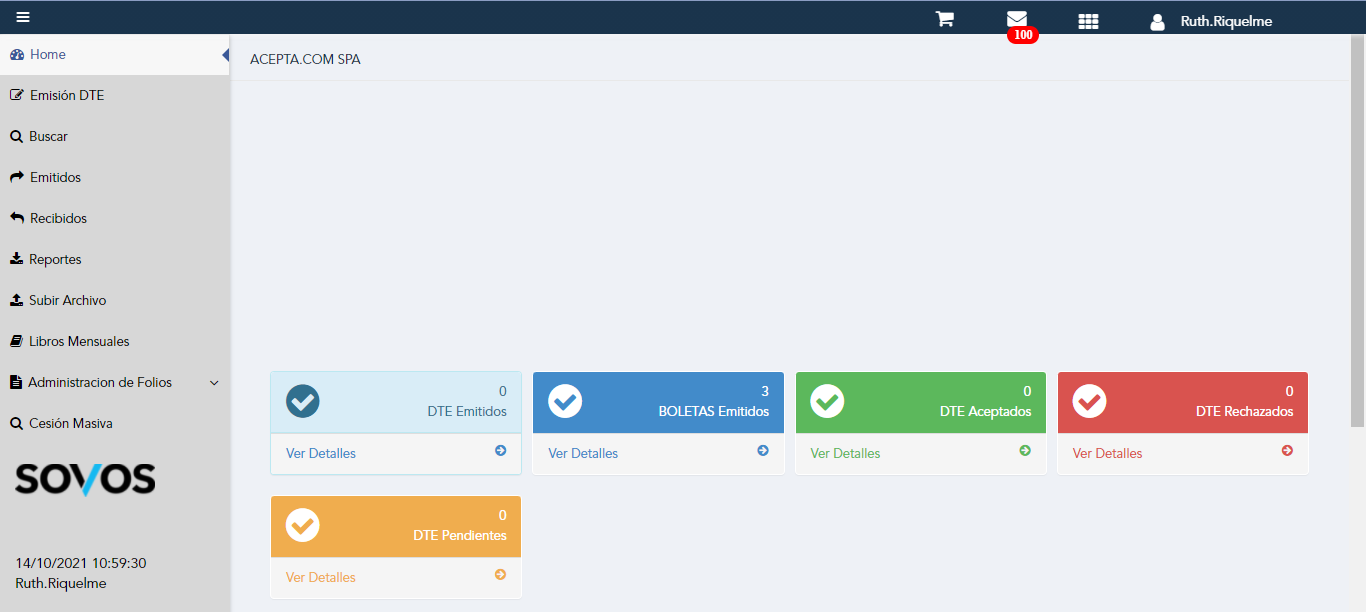 100
Ruth.Riquelme
Home
ACEPTA.COM SPA
Emisión DTE
Buscar
Emitidos
Recibidos
Reportes
Subir Archivo
Libros Mensuales
Administracion de Folios
Cesión Masiva
SOVOS
14/10/2021 10:59:30
Ruth.Riquelme
0
DTE Emitidos
Ver Detalles
3
BOLETAS Emitidos
Ver Detalles
0
DTE Aceptados
Ver Detalles
0
DTE Rechazados
Ver Detalles
0
DTE Pendientes
Ver Detalles